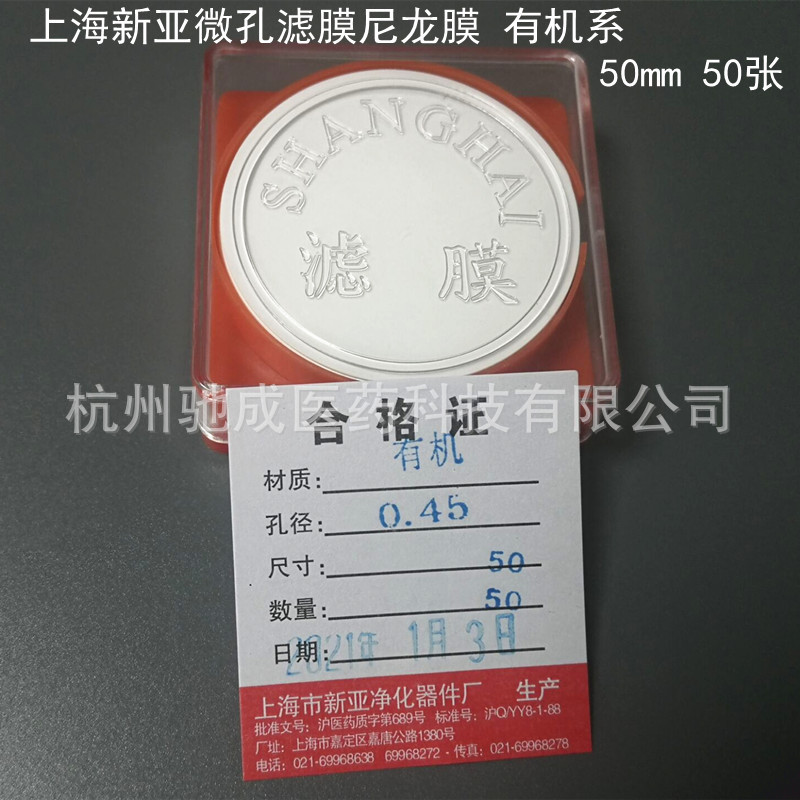 上海新亚微孔滤膜尼龙膜 有机系
50mm 50张
SHANGHAI
滤膜
杭州驰成医药科技有限公司
合格证
材质：有机
孔径：0.45
尺寸：50
数量：50
日期：2021年 1月 3日
上海市新亚净化器件厂 生产
批准文号：沪医药质字第689号 标准号：沪Q/YY8-1-88
厂址：上海市嘉定区嘉唐公路1380号
电话：021-69968638 69968272·传真：021-69968278